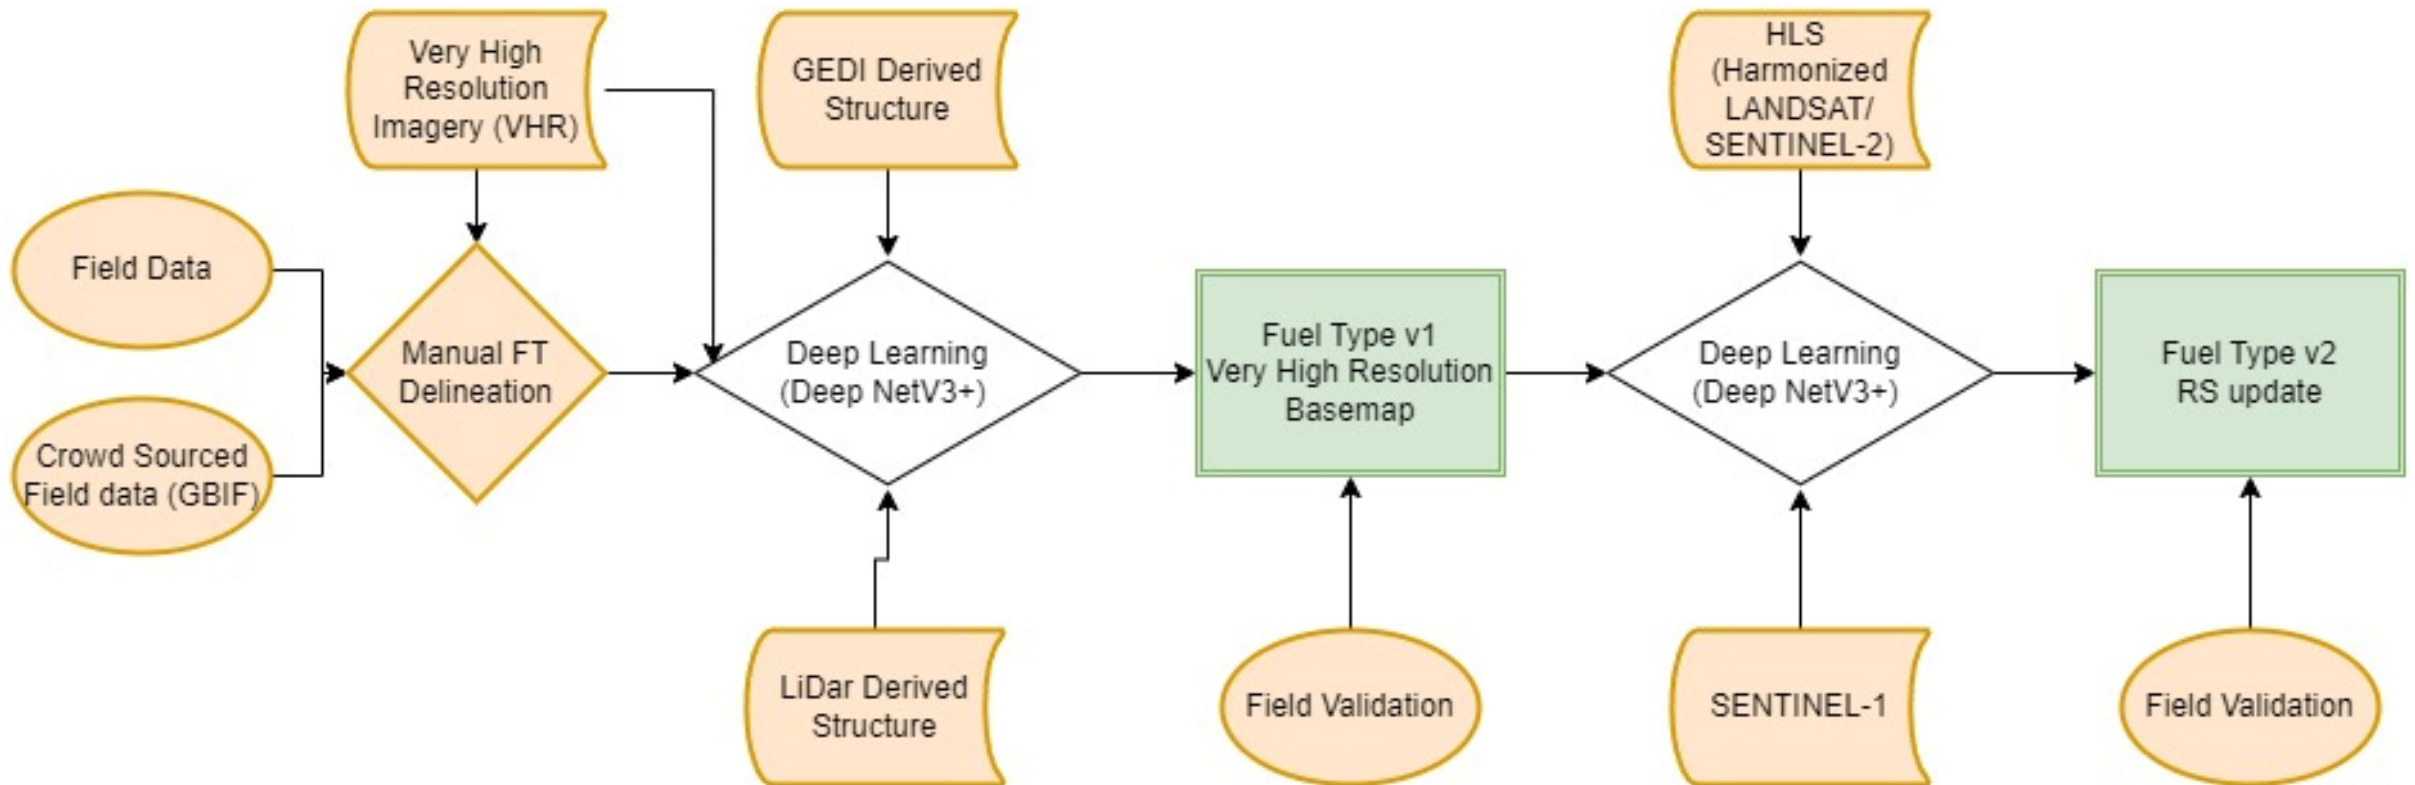 Very High
Resolution
Imagery (VHR)
GEDI Derived
Structure
HLS
(Harmonized
LANDSAT/
SENTINEL-2)
Field Data
Crowd Sourced
Field data (GBIF)
Manual FT
Delineation
Deep Learning
(Deep NetV3+)
Fuel Type v1
Very High Resolution
Basemap
Deep Learning
(Deep NetV3+)
Fuel Type v2
RS update
LiDar Derived
Structure
Field Validation
SENTINEL-1
Field Validation